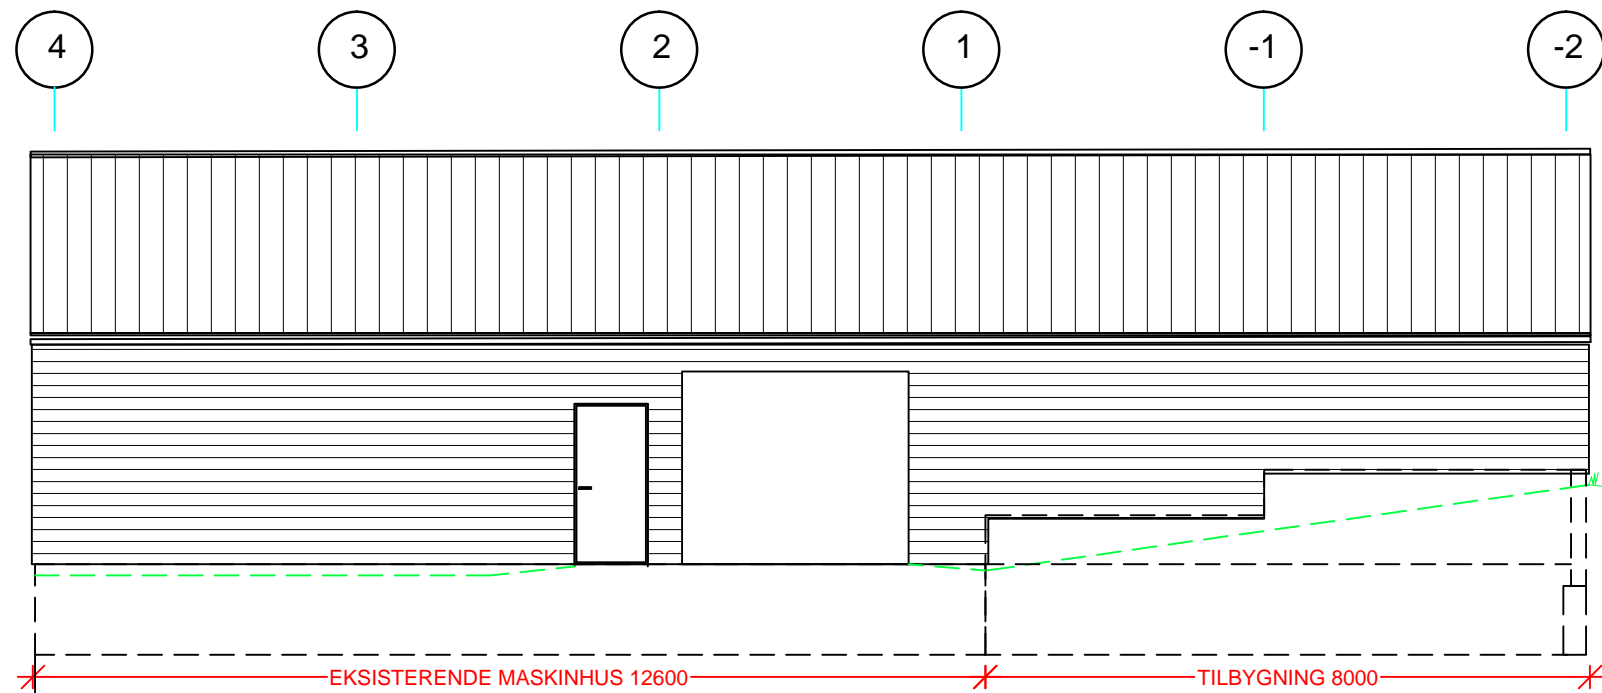 4 3 2 1 -1 -2
EKSISTERENDE MASKINHUS 12600 TILBYGNING 8000